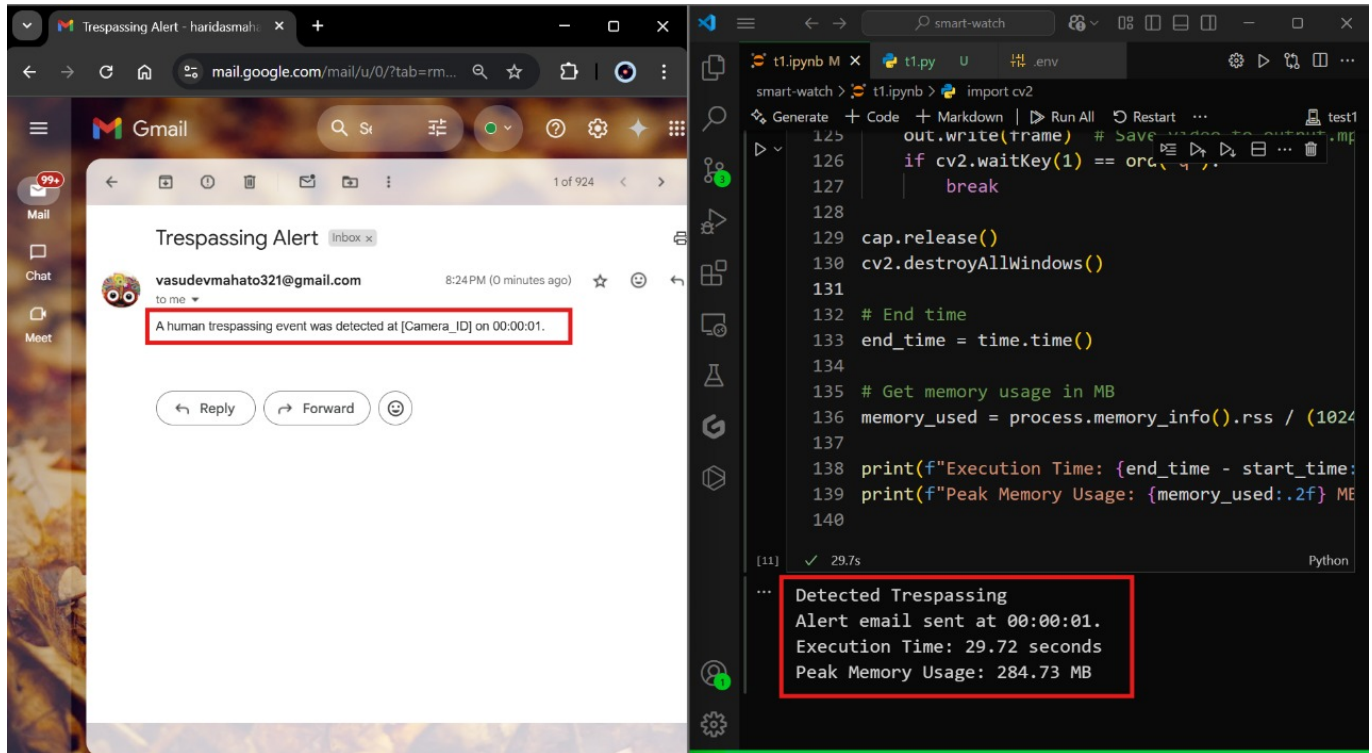 Trespassing Alert - haridasmaha
mail.google.com/mail/u/0/?tab=rm...
Gmail
Se
99+
Mail
Chat
Meet
1 of 924
Trespassing Alert Inbox x
vasudevmahato321@gmail.com 8:24 PM (0 minutes ago)
to me
A human trespassing event was detected at [Camera_ID] on 00:00:01.
Reply Forward
smart-watch
t1.ipynb M t1.py U .env
smart-watch > t1.ipynb > import cv2
Generate + Code + Markdown Run All Restart ... test1
125 out.write(frame) # Save video to output.mp
126 if cv2.waitKey(1) == ord("q"):
127 break
128
129 cap.release()
130 cv2.destroyAllWindows()
131
132 # End time
133 end_time = time.time()
134
135 # Get memory usage in MB
136 memory_used = process.memory_info().rss / (1024
137
138 print(f"Execution Time: {end_time - start_time:
139 print(f"Peak Memory Usage: {memory_used:.2f} MB
140
[11] 29.7s Python
... Detected Trespassing
Alert email sent at 00:00:01.
Execution Time: 29.72 seconds
Peak Memory Usage: 284.73 MB
3
1